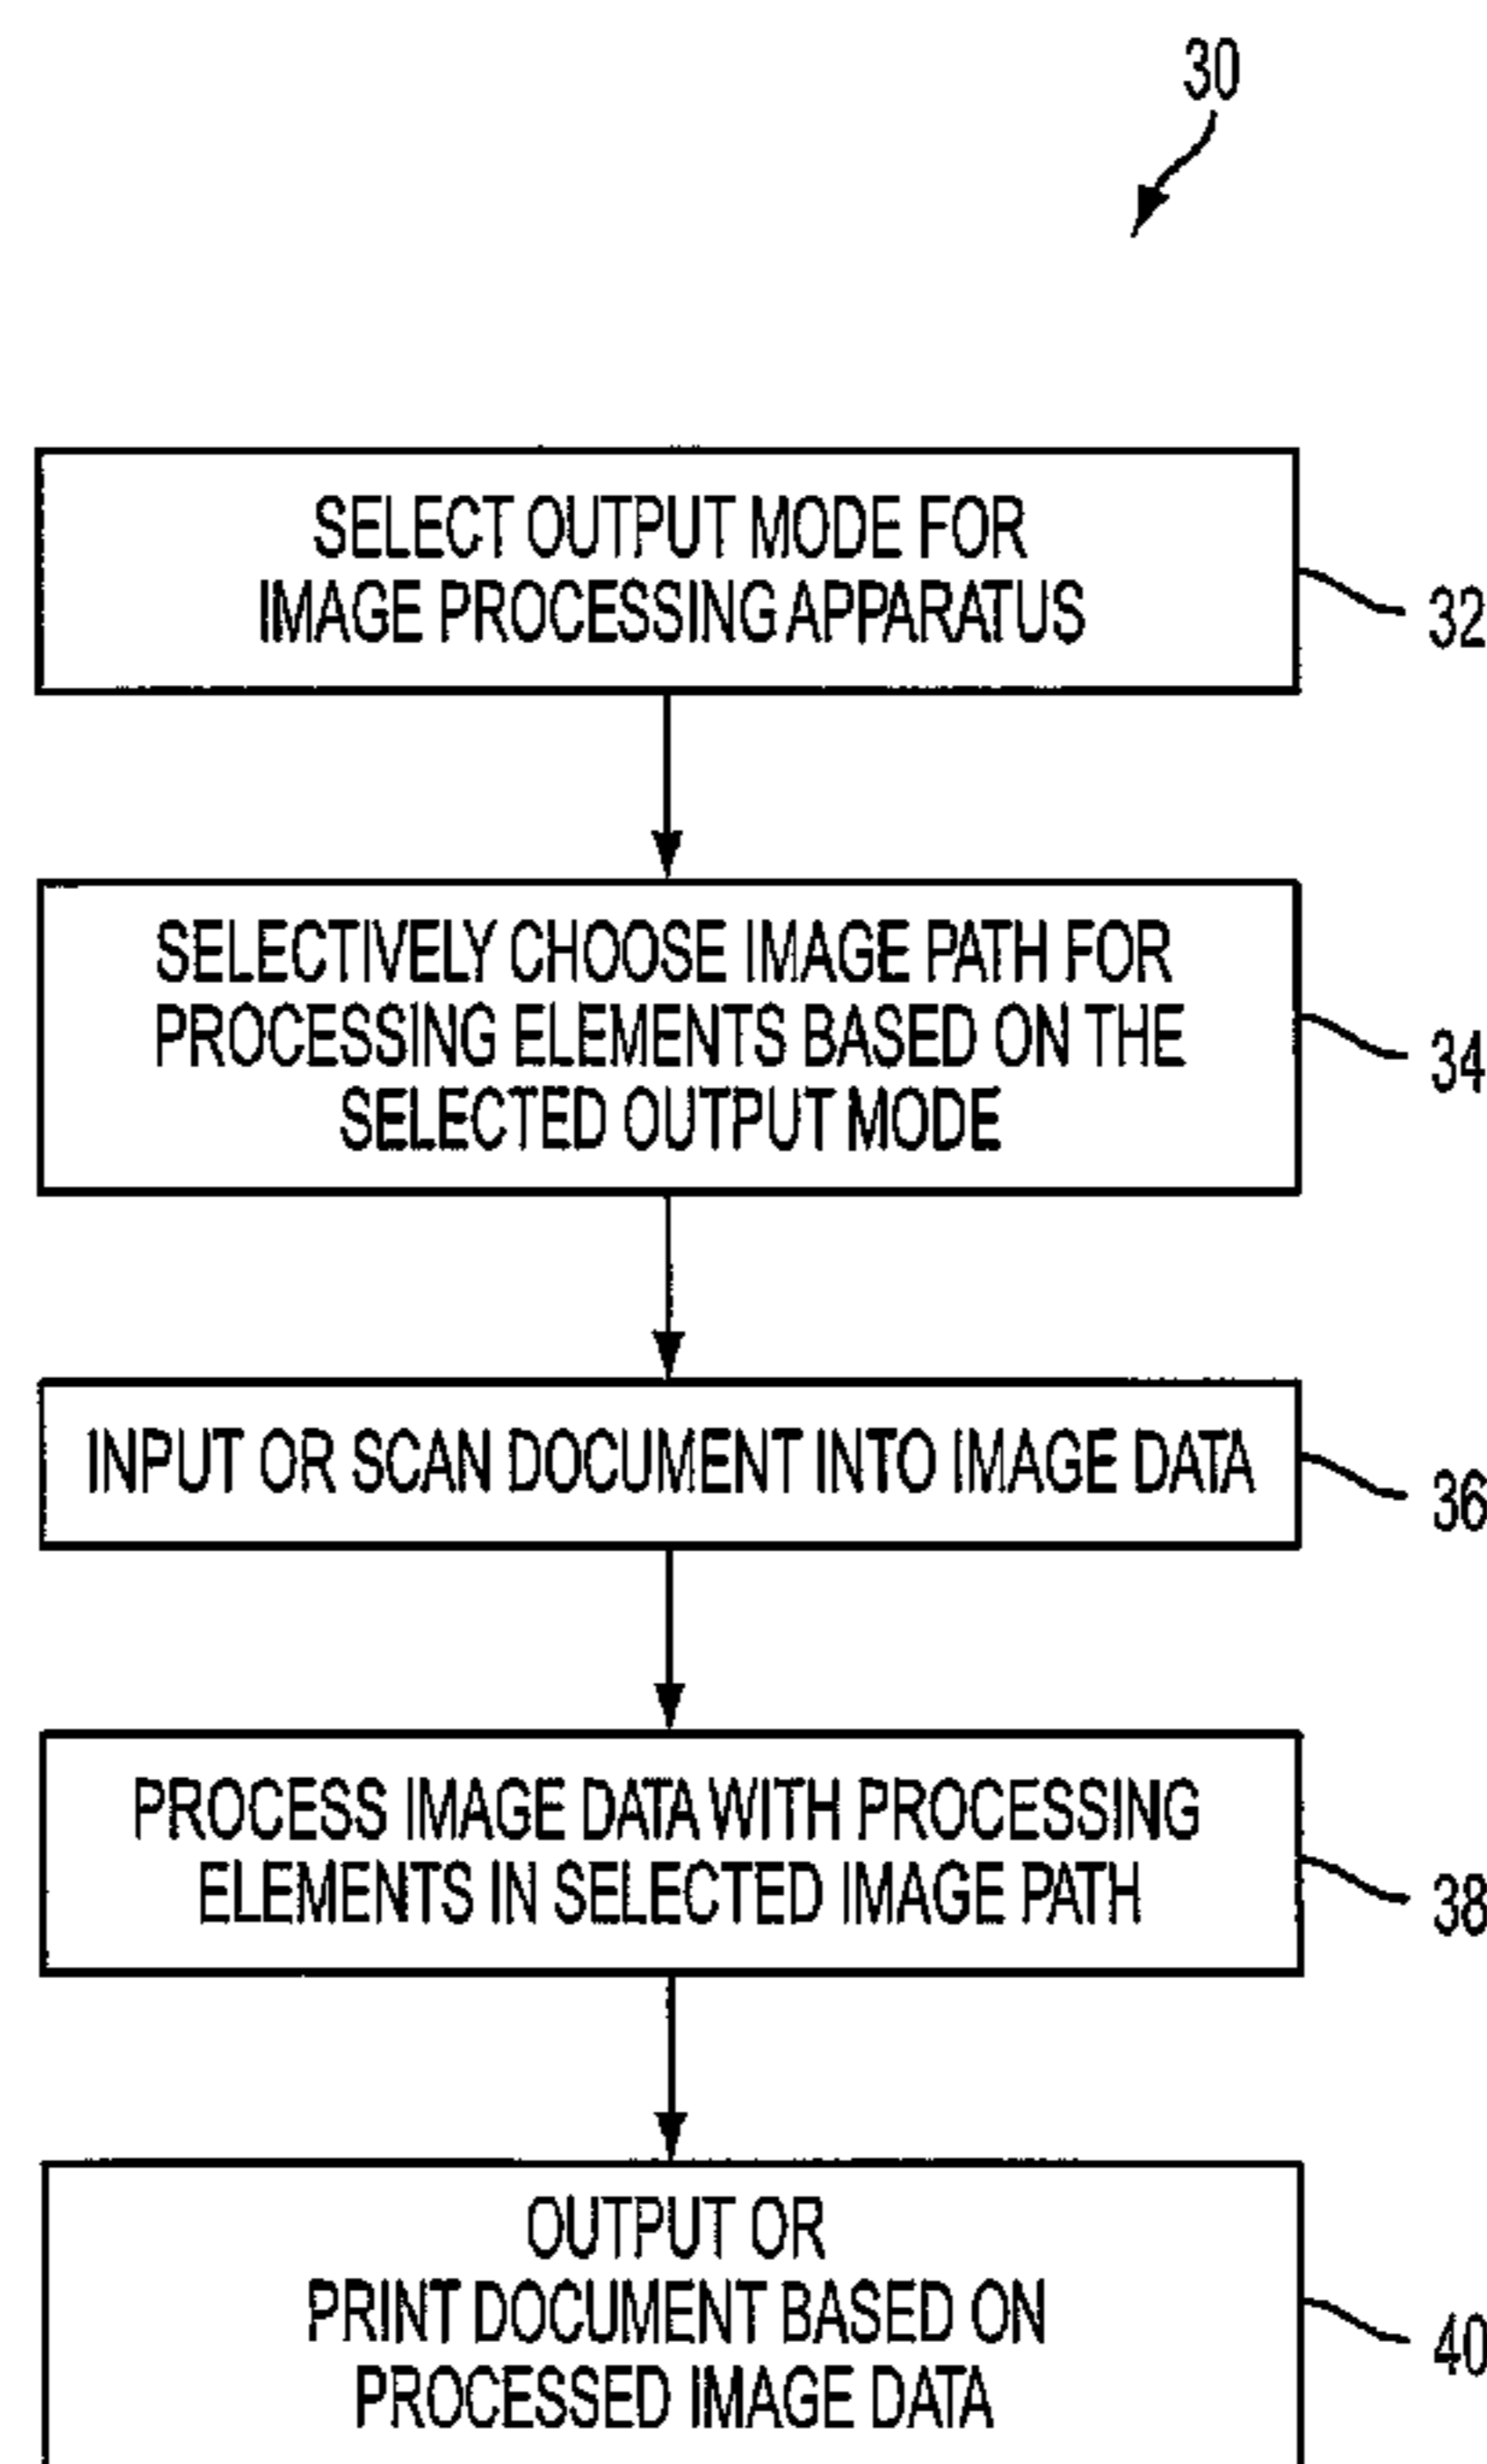 30
SELECT OUTPUT MODE FOR
IMAGE PROCESSING APPARATUS
32
SELECTIVELY CHOOSE IMAGE PATH FOR
PROCESSING ELEMENTS BASED ON THE
SELECTED OUTPUT MODE
34
INPUT OR SCAN DOCUMENT INTO IMAGE DATA
36
PROCESS IMAGE DATA WITH PROCESSING
ELEMENTS IN SELECTED IMAGE PATH
38
OUTPUT OR
PRINT DOCUMENT BASED ON
PROCESSED IMAGE DATA
40